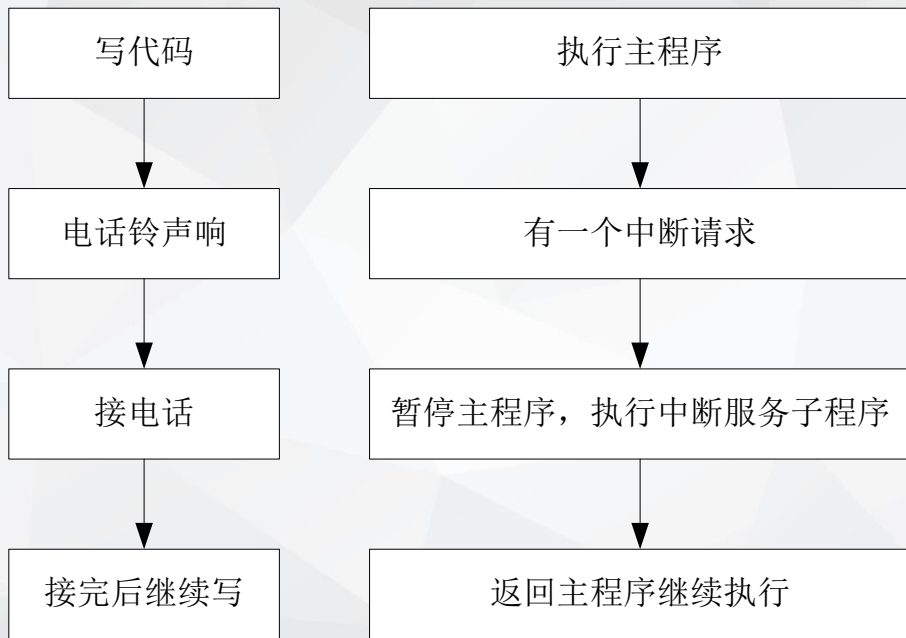 写代码
执行主程序
电话铃声响
有一个中断请求
接电话
暂停主程序，执行中断服务子程序
接完后继续写
返回主程序继续执行